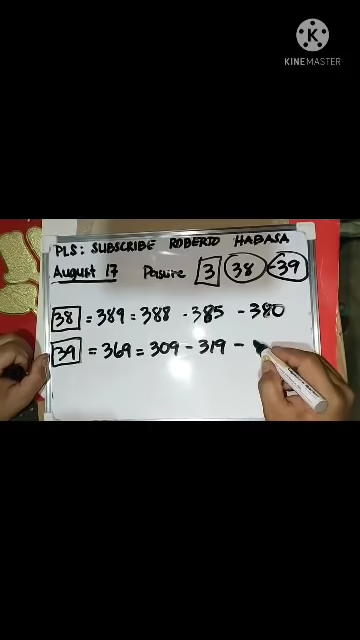 KINEMASTER
PLS: SUBSCRIBE ROBERTO HABASA
August 17 Pasure 3 38 -39
38 = 389 = 388 - 385 - 380
39 = 369 = 309 - 319 -